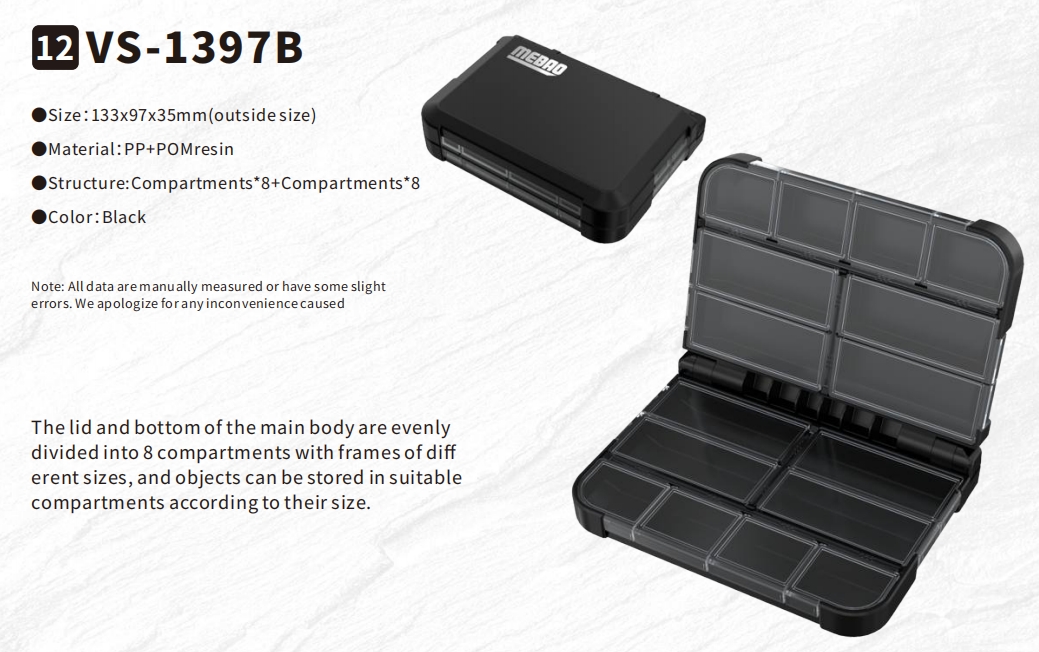 12 VS-1397B
●Size：133x97x35mm(outside size)
●Material：PP+POMresin
●Structure:Compartments*8+Compartments*8
●Color：Black
Note: All data are manually measured or have some slight
errors. We apologize for any inconvenience caused
The lid and bottom of the main body are evenly
divided into 8 compartments with frames of diff
erent sizes, and objects can be stored in suitable
compartments according to their size.
MEBAO